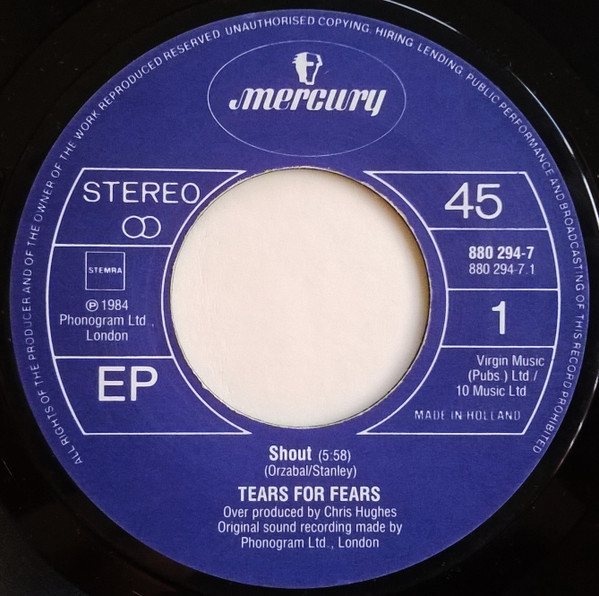 ALL RIGHTS OF THE PRODUCER AND OF THE OWNER OF THE WORK REPRODUCED RESERVED. UNAUTHORISED COPYING, HIRING, LENDING, PUBLIC PERFORMANCE AND BROADCASTING OF THIS RECORD PROHIBITED
mercury
STEREO
STEMRA
℗ 1984
Phonogram Ltd.,
London
EP
45
880 294-7
880 294-7.1
1
Virgin Music
(Pubs.) Ltd /
10 Music Ltd
MADE IN HOLLAND
Shout (5:58)
(Orzabal/Stanley)
TEARS FOR FEARS
Over produced by Chris Hughes
Original sound recording made by
Phonogram Ltd., London